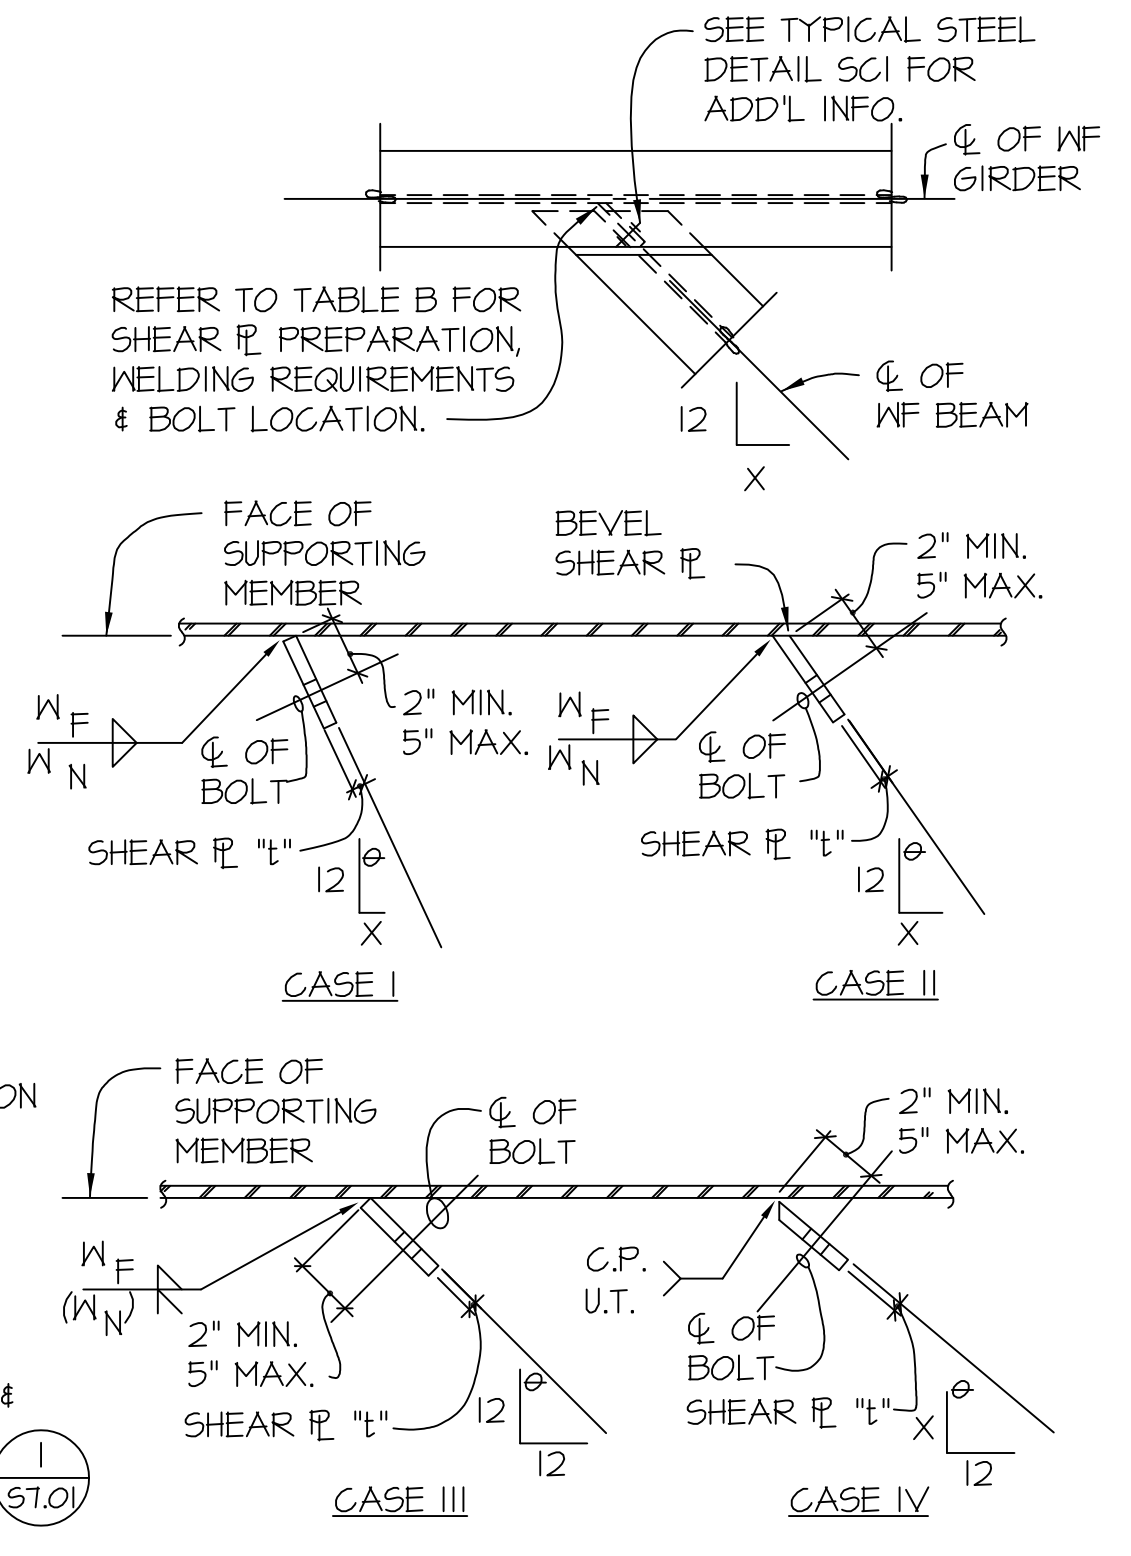 SEE TYPICAL STEEL
DETAIL SC1 FOR
ADD'L INFO.
℄ OF WF
GIRDER
REFER TO TABLE B FOR
SHEAR ⅊ PREPARATION,
WELDING REQUIREMENTS
& BOLT LOCATION.
℄ OF
WF BEAM
12
X
FACE OF
SUPPORTING
MEMBER
2" MIN.
5" MAX.
W F
W N
℄ OF
BOLT
SHEAR ⅊ "t"
12
θ
X
CASE I
BEVEL
SHEAR ⅊
2" MIN.
5" MAX.
W F
W N
℄ OF
BOLT
SHEAR ⅊ "t"
12
θ
X
CASE II
ON
FACE OF
SUPPORTING
MEMBER
℄ OF
BOLT
W F
(W N)
2" MIN.
5" MAX.
SHEAR ⅊ "t"
12
θ
12
CASE III
2" MIN.
5" MAX.
C.P.
U.T.
℄ OF
BOLT
SHEAR ⅊ "t"
X
θ
12
CASE IV
&
1
S7.01